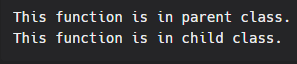 This function is in parent class.
This function is in child class.